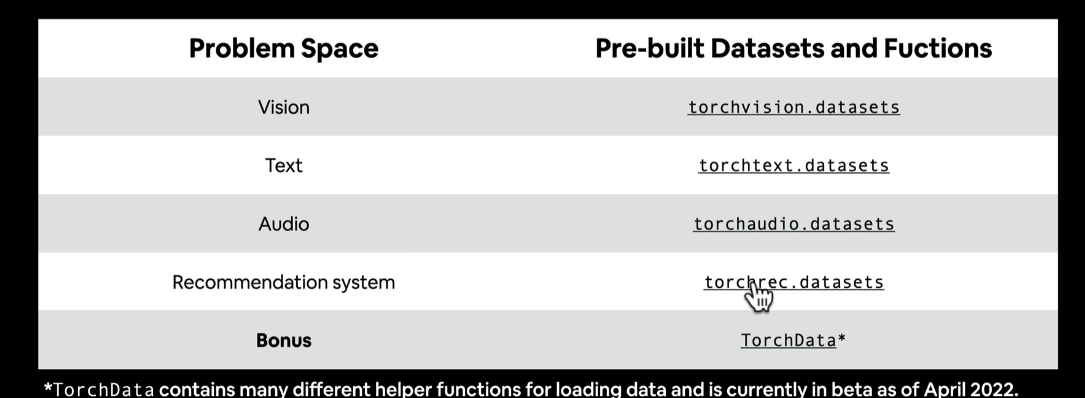 Problem Space Pre-built Datasets and Fuctions
Vision torchvision.datasets
Text torchtext.datasets
Audio torchaudio.datasets
Recommendation system torchrec.datasets
Bonus TorchData*
*TorchData contains many different helper functions for loading data and is currently in beta as of April 2022.